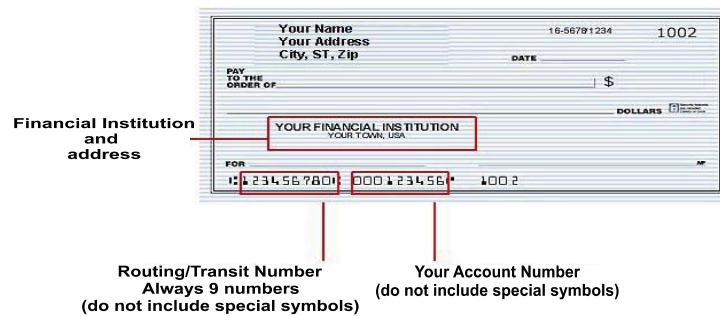 Your Name
Your Address
City, ST, Zip
16-5678/1234
1002
DATE
PAY
TO THE
ORDER OF
$
DOLLARS
Financial Institution
and
address
YOUR FINANCIAL INSTITUTION
YOUR TOWN, USA
FOR
MP
⑆123456780⑆ 000123456⑈ 1002
Routing/Transit Number
Always 9 numbers
(do not include special symbols)
Your Account Number
(do not include special symbols)